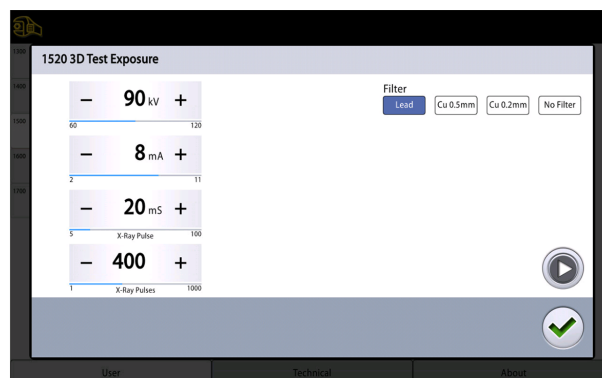 1300
1520 3D Test Exposure
1400
1500
1600
1700
− 90 kV +
60 120
− 8 mA +
2 11
− 20 mS +
5 X-Ray Pulse 100
− 400 +
1 X-Ray Pulses 1000
Filter
Lead Cu 0.5mm Cu 0.2mm No Filter
User Technical About